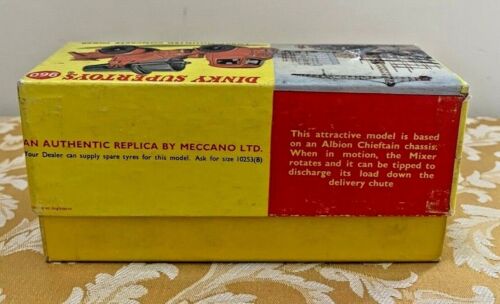 DINKY SUPERTOYS
960
AN AUTHENTIC REPLICA BY MECCANO LTD.
Your Dealer can supply spare tyres for this model. Ask for size 10253(B)
This attractive model is based
on an Albion Chieftain chassis.
When in motion, the Mixer
rotates and it can be tipped to
discharge its load down the
delivery chute